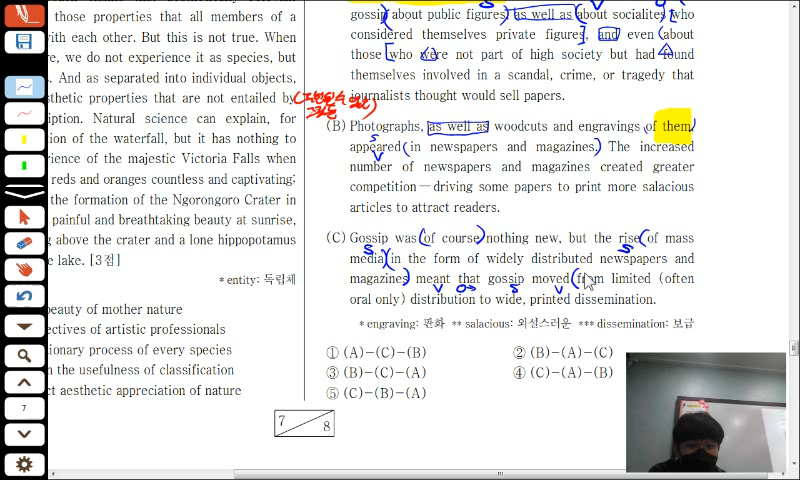 those properties that all members of a
with each other. But this is not true. When
re, we do not experience it as species, but
. And as separated into individual objects,
sthetic properties that are not entailed by
iption. Natural science can explain, for
ion of the waterfall, but it has nothing to
rience of the majestic Victoria Falls when
reds and oranges countless and captivating;
the formation of the Ngorongoro Crater in
painful and breathtaking beauty at sunrise,
g above the crater and a lone hippopotamus
e lake. [3점]
*entity: 독립체
eauty of mother nature
ectives of artistic professionals
ionary process of every species
n the usefulness of classification
ct aesthetic appreciation of nature
7 8
gossip about public figures as well as about socialites who
considered themselves private figures, and even about
those who were not part of high society but had found
themselves involved in a scandal, crime, or tragedy that
journalists thought would sell papers.
(B) Photographs, as well as woodcuts and engravings of them,
appeared in newspapers and magazines. The increased
number of newspapers and magazines created greater
competition—driving some papers to print more salacious
articles to attract readers.
(C) Gossip was of course nothing new, but the rise of mass
media in the form of widely distributed newspapers and
magazines meant that gossip moved from limited (often
oral only) distribution to wide, printed dissemination.
*engraving: 판화 **salacious: 외설스러운 ***dissemination: 보급
① (A)-(C)-(B) ② (B)-(A)-(C)
③ (B)-(C)-(A) ④ (C)-(A)-(B)
⑤ (C)-(B)-(A)
7